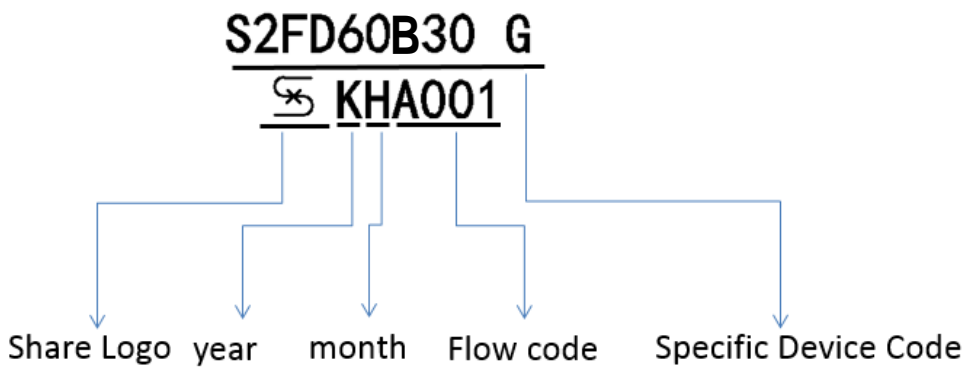 S2FD60B30 G
KHA001
Share Logo year month Flow code Specific Device Code